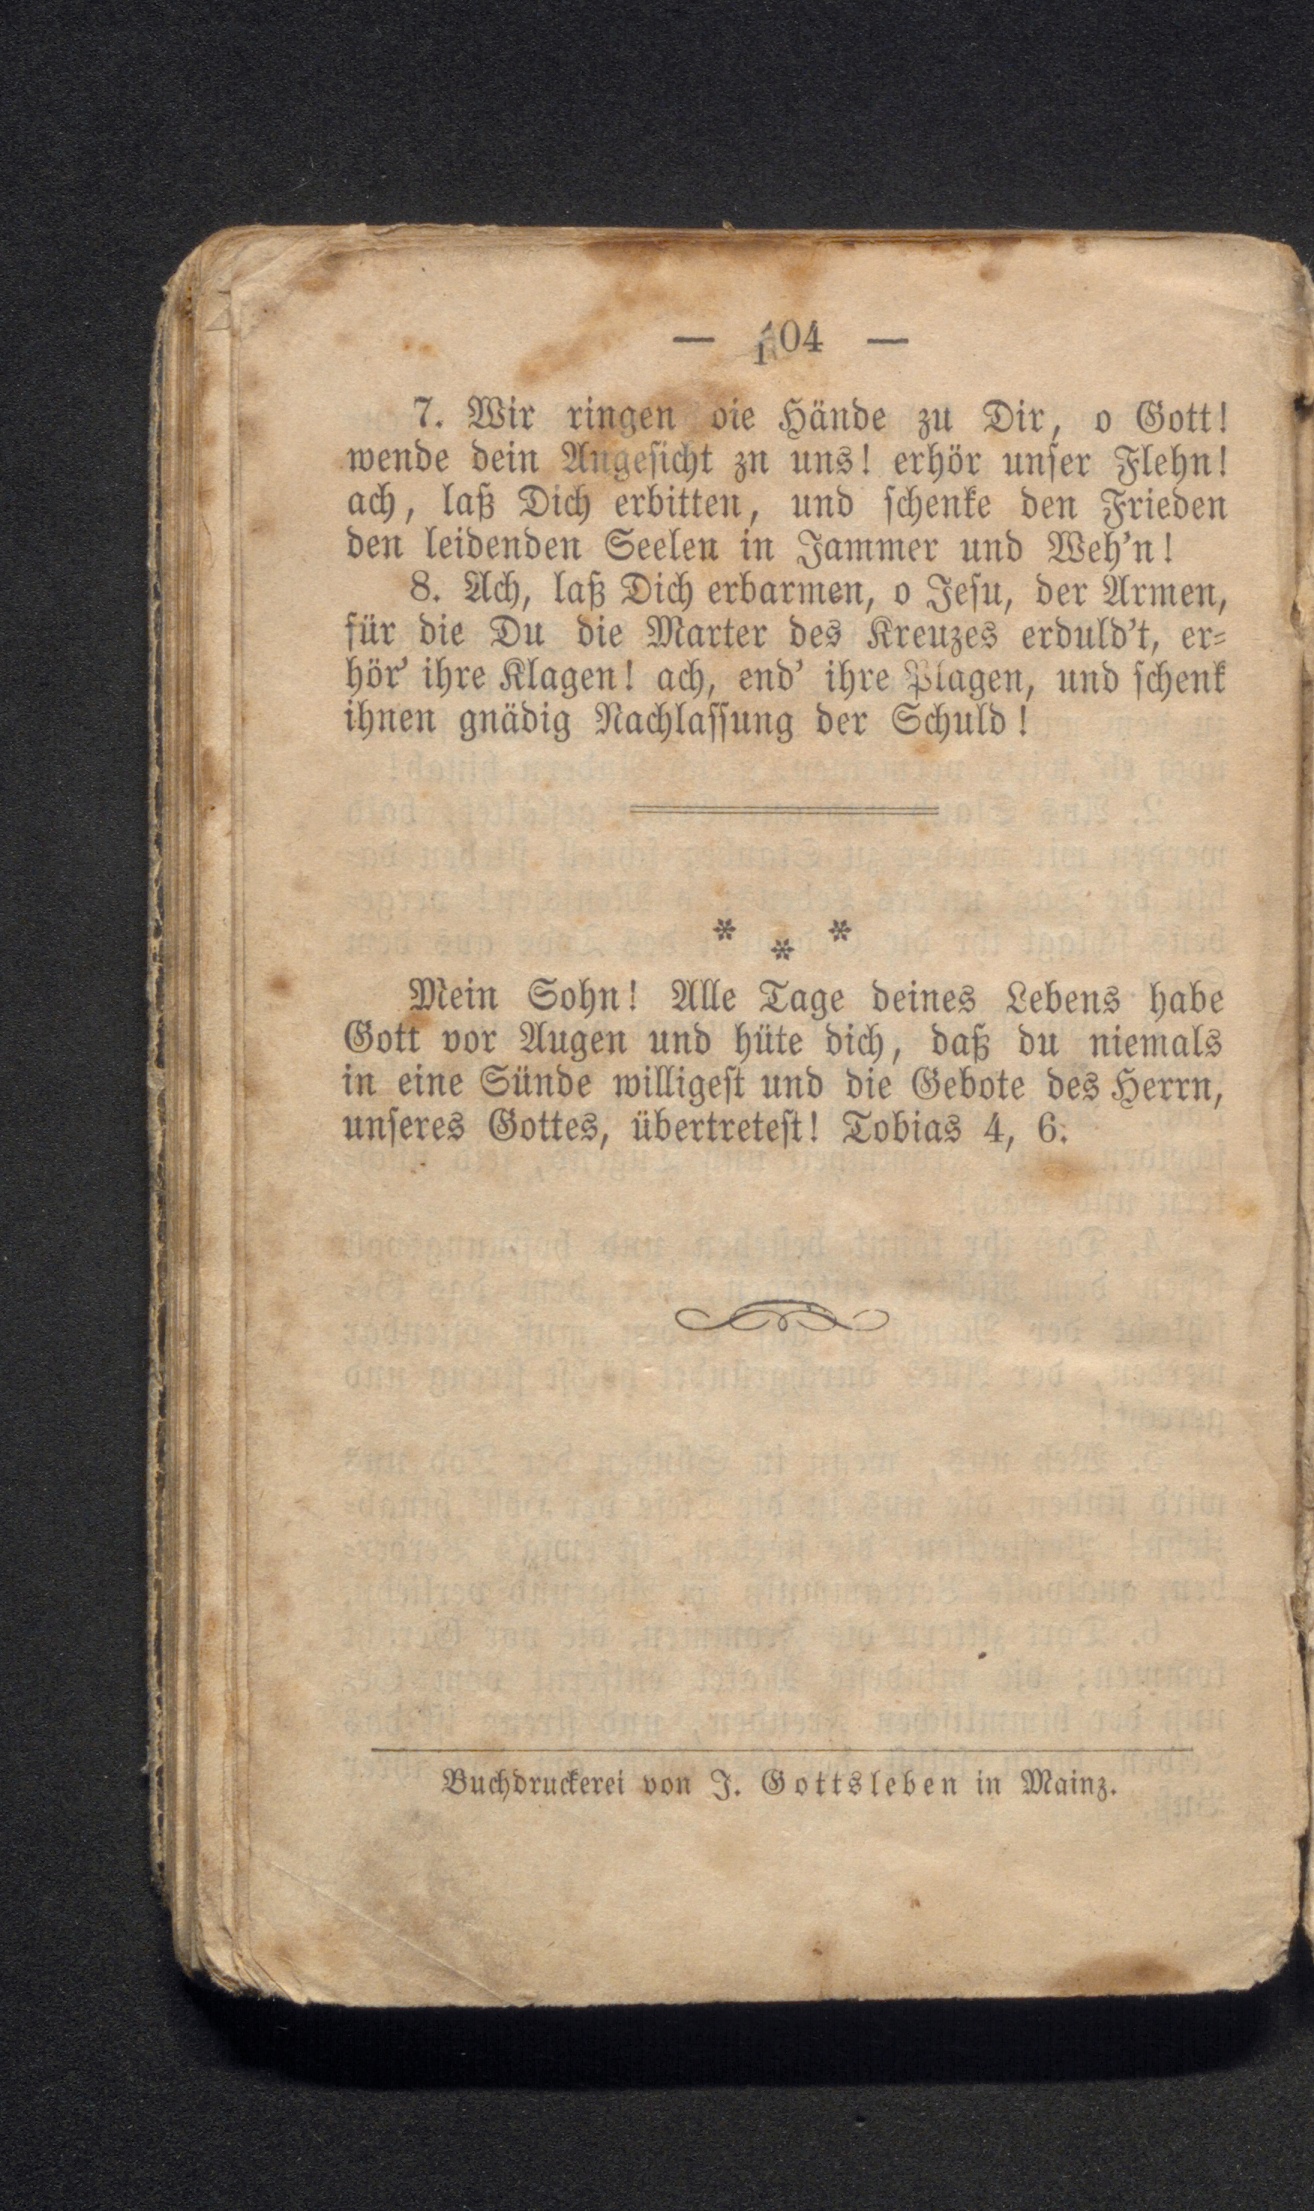 — 104 —
7. Wir ringen die Hände zu Dir, o Gott!
wende dein Angesicht zn uns! erhör unser Flehn!
ach, laß Dich erbitten, und schenke den Frieden
den leidenden Seelen in Jammer und Weh'n!
8. Ach, laß Dich erbarmen, o Jesu, der Armen,
für die Du die Marter des Kreuzes erduld't, er-
hör' ihre Klagen! ach, end' ihre Plagen, und schenk
ihnen gnädig Nachlassung der Schuld!
* * *
Mein Sohn! Alle Tage deines Lebens habe
Gott vor Augen und hüte dich, daß du niemals
in eine Sünde willigest und die Gebote des Herrn,
unseres Gottes, übertretest! Tobias 4, 6.
Buchdruckerei von J. Gottsleben in Mainz.